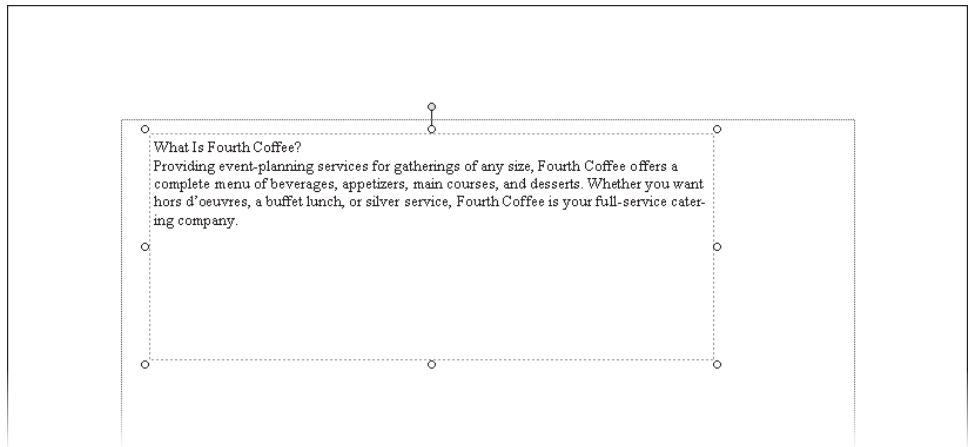 What Is Fourth Coffee?
Providing event-planning services for gatherings of any size, Fourth Coffee offers a
complete menu of beverages, appetizers, main courses, and desserts. Whether you want
hors d’oeuvres, a buffet lunch, or silver service, Fourth Coffee is your full-service cater-
ing company.